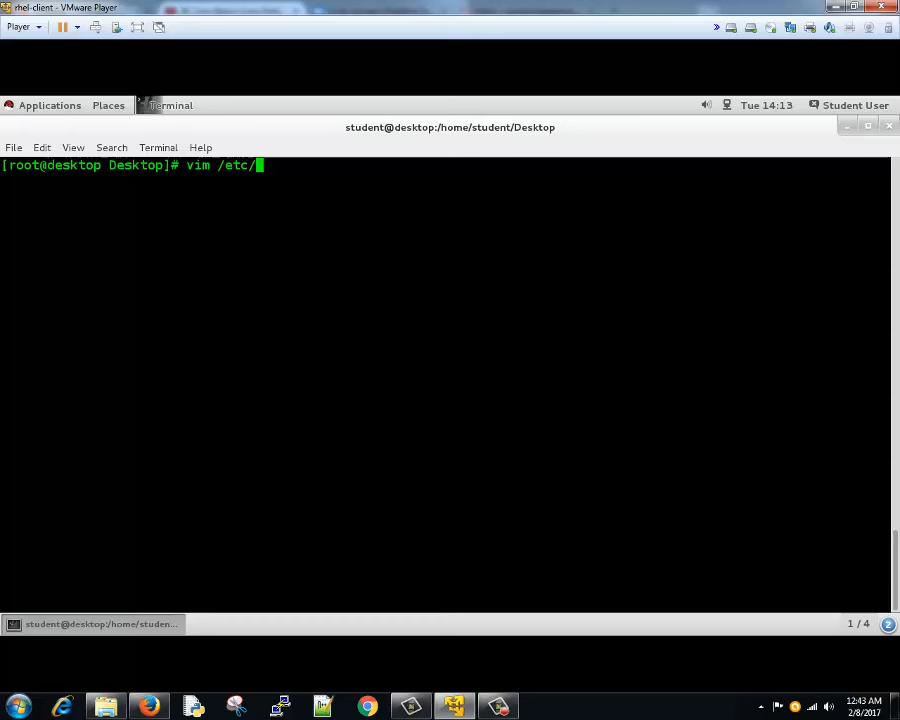 rhel-client - VMware Player
Player
»
Applications Places Terminal Tue 14:13 Student User
student@desktop:/home/student/Desktop
File Edit View Search Terminal Help
[root@desktop Desktop]# vim /etc/
student@desktop:/home/studen... 1 / 4 2
12:43 AM
2/8/2017